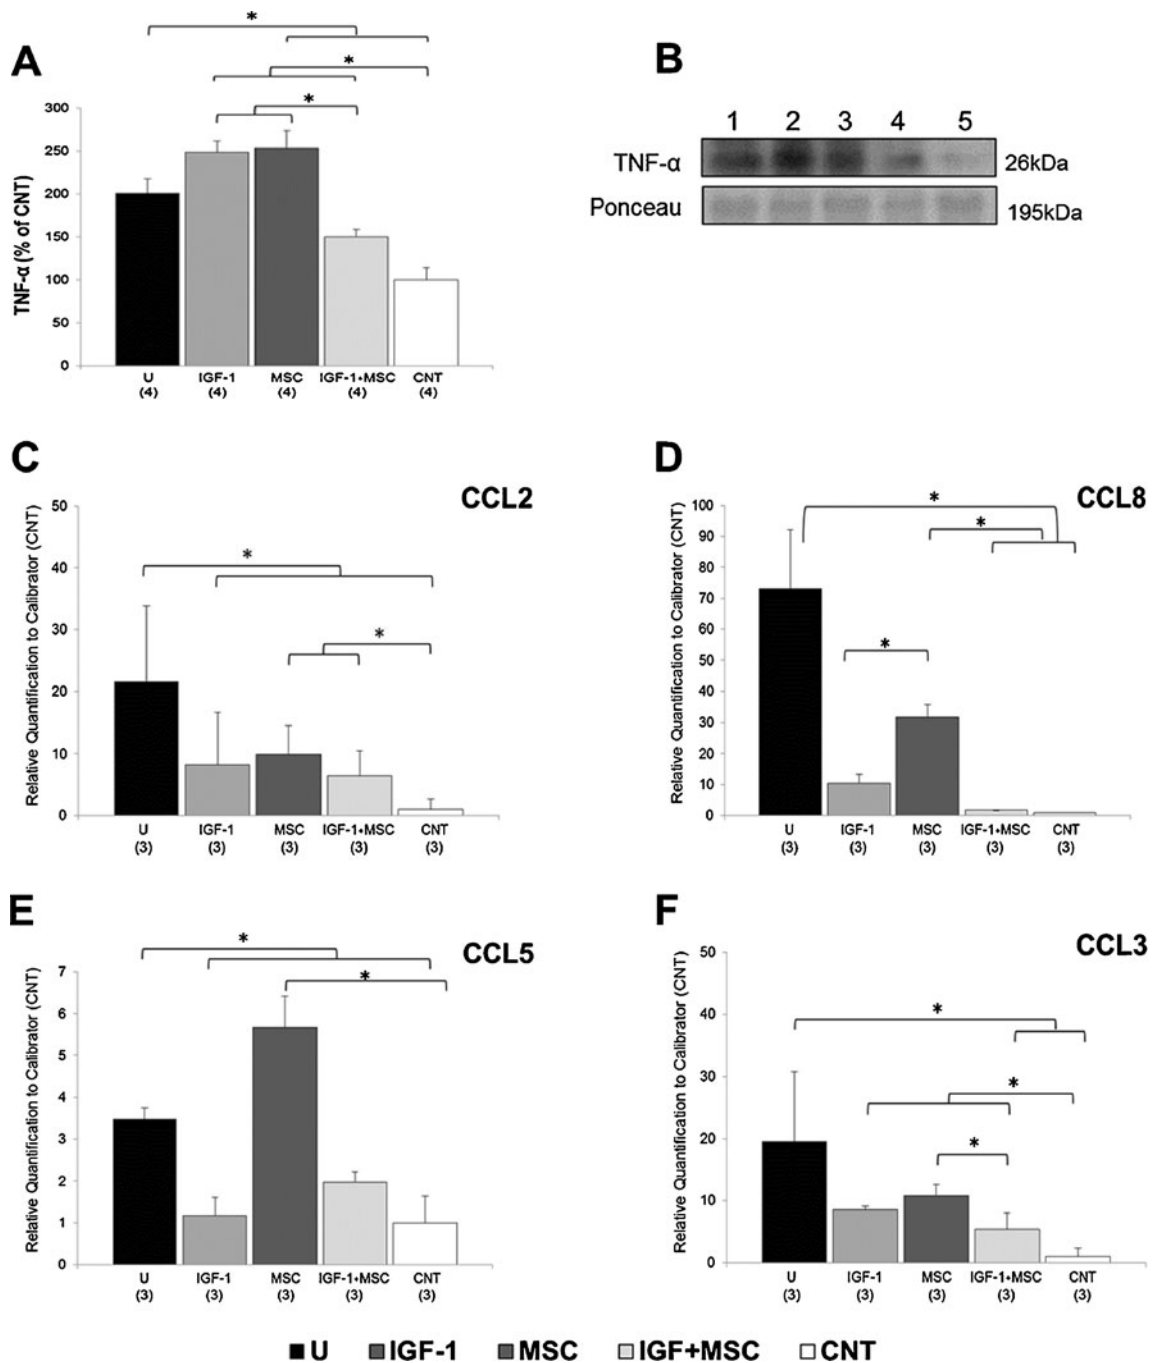 A
*
*
*
TNF-α (% of CNT)
300
250
200
150
100
50
0
U IGF-1 MSC IGF-1+MSC CNT
(4) (4) (4) (4) (4)
B
1 2 3 4 5
TNF-α 26kDa
Ponceau 195kDa
C
CCL2
Relative Quantification to Calibrator (CNT)
50
40
30
20
10
0
*
*
U IGF-1 MSC IGF-1+MSC CNT
(3) (3) (3) (3) (3)
D
CCL8
Relative Quantification to Calibrator (CNT)
100
90
80
70
60
50
40
30
20
10
0
*
*
*
U IGF-1 MSC IGF-1+MSC CNT
(3) (3) (3) (3) (3)
E
CCL5
Relative Quantification to Calibrator (CNT)
7
6
5
4
3
2
1
0
*
*
U IGF-1 MSC IGF-1+MSC CNT
(3) (3) (3) (3) (3)
F
CCL3
Relative Quantification to Calibrator (CNT)
50
40
30
20
10
0
*
*
*
U IGF-1 MSC IGF-1+MSC CNT
(3) (3) (3) (3) (3)
U IGF-1 MSC IGF+MSC CNT